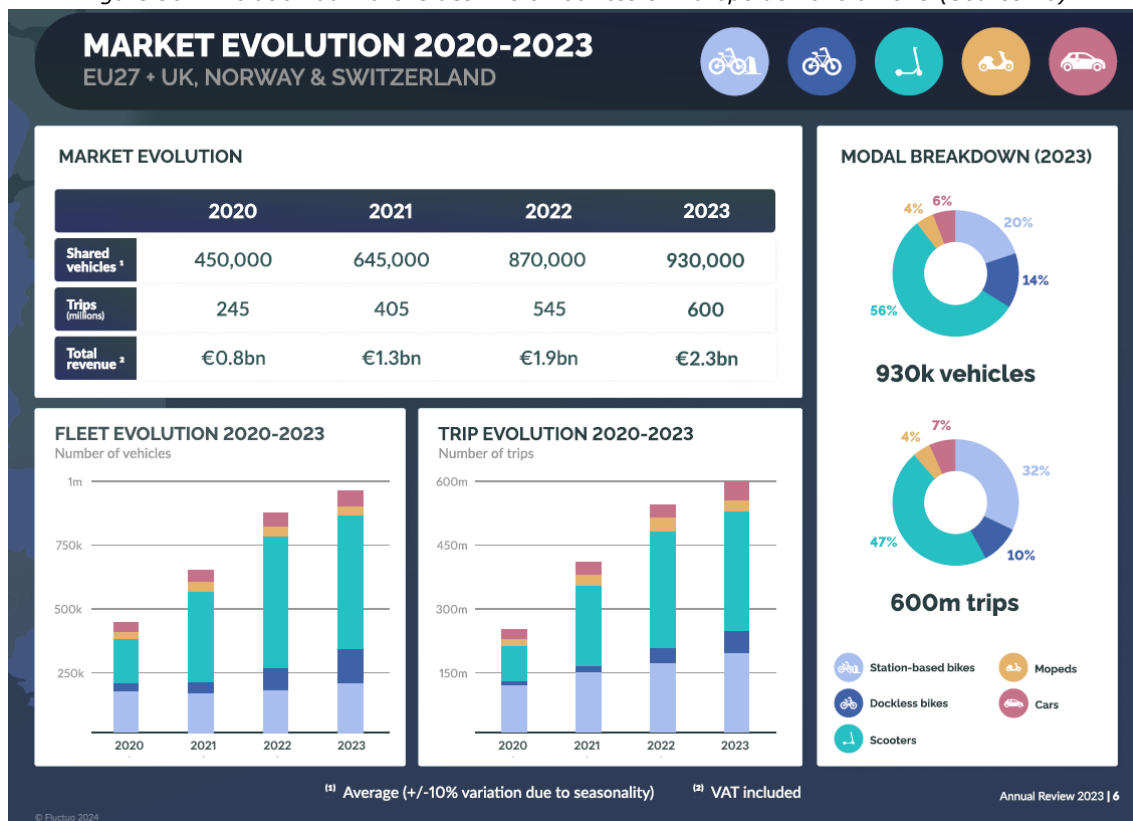 MARKET EVOLUTION 2020-2023
EU27 + UK, NORWAY & SWITZERLAND
MARKET EVOLUTION
2020 2021 2022 2023
Shared vehicles ¹ 450,000 645,000 870,000 930,000
Trips (millions) 245 405 545 600
Total revenue ² €0.8bn €1.3bn €1.9bn €2.3bn
FLEET EVOLUTION 2020-2023
Number of vehicles
1m
750k
500k
250k
2020 2021 2022 2023
TRIP EVOLUTION 2020-2023
Number of trips
600m
450m
300m
150m
2020 2021 2022 2023
MODAL BREAKDOWN (2023)
4% 6%
20%
14%
56%
930k vehicles
4% 7%
32%
47%
10%
600m trips
Station-based bikes Mopeds
Dockless bikes Cars
Scooters
(1) Average (+/-10% variation due to seasonality) (2) VAT included
Annual Review 2023 | 6
© Fluctuo 2024